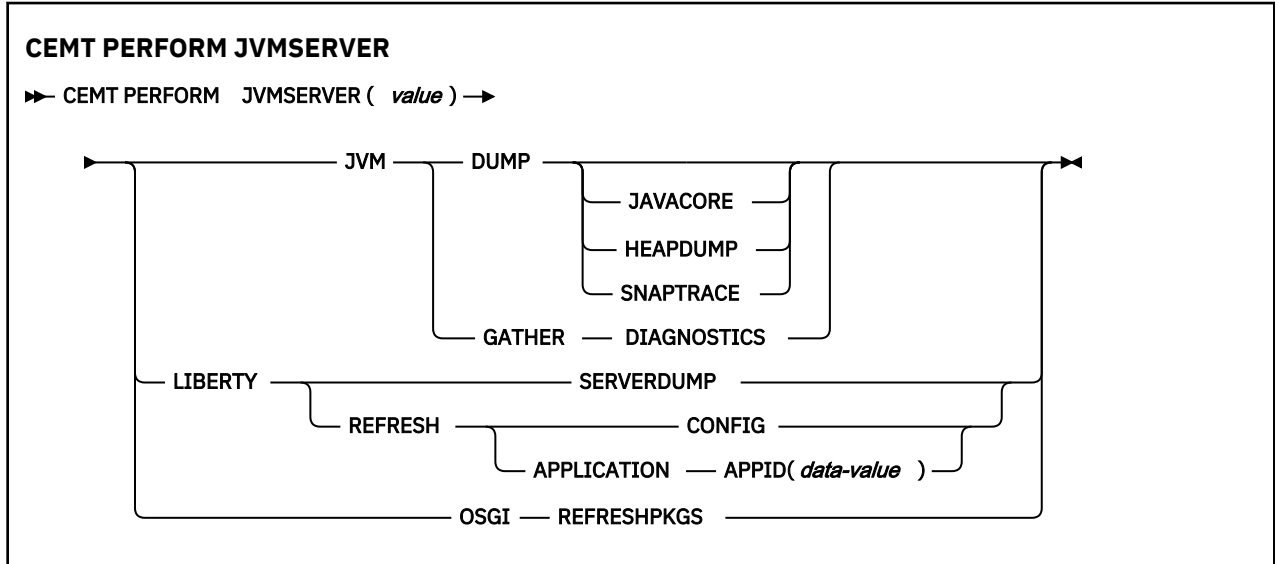 CEMT PERFORM JVMSERVER
CEMT PERFORM JVMSERVER ( value )
JVM DUMP
JAVACORE
HEAPDUMP
SNAPTRACE
GATHER DIAGNOSTICS
LIBERTY SERVERDUMP
REFRESH CONFIG
APPLICATION APPID( data-value )
OSGI REFRESHPKGS